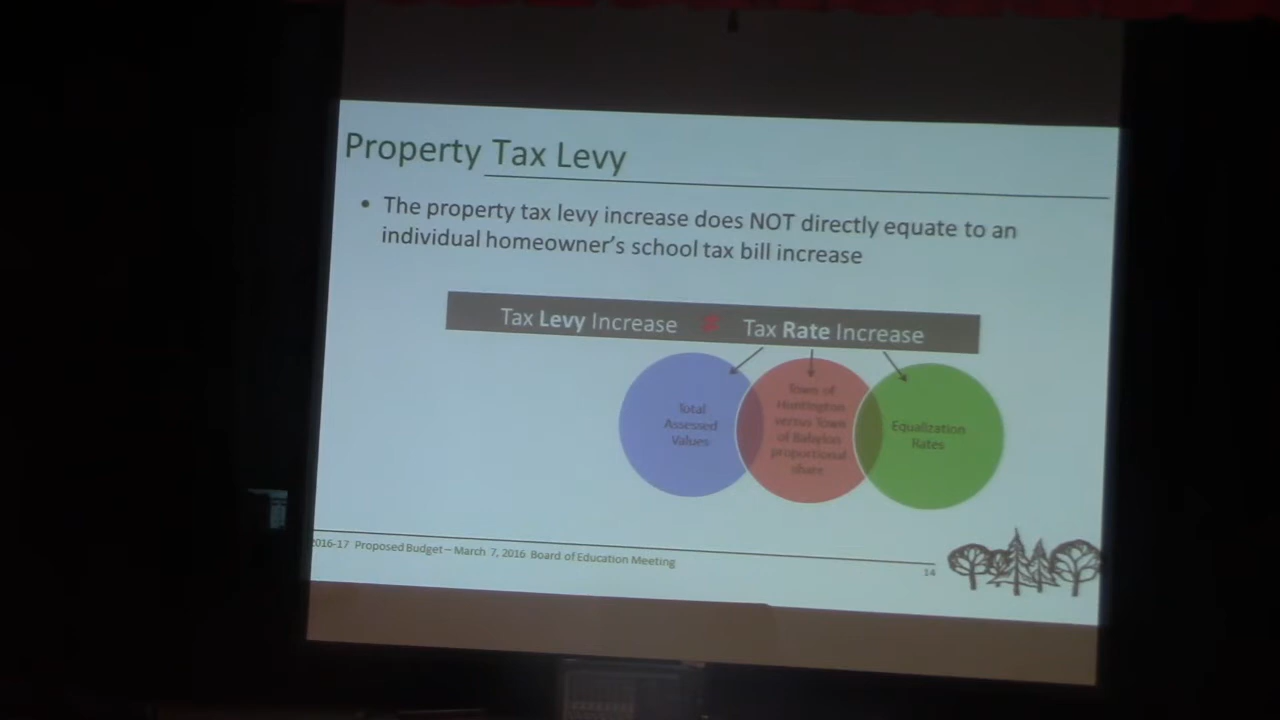 Property Tax Levy
• The property tax levy increase does NOT directly equate to an
individual homeowner's school tax bill increase
Tax Levy Increase ≠ Tax Rate Increase
Total
Assessed
Values
Town of
Huntington
versus Town
of Babylon
proportional
share
Equalization
Rates
2016-17 Proposed Budget – March 7, 2016 Board of Education Meeting
14